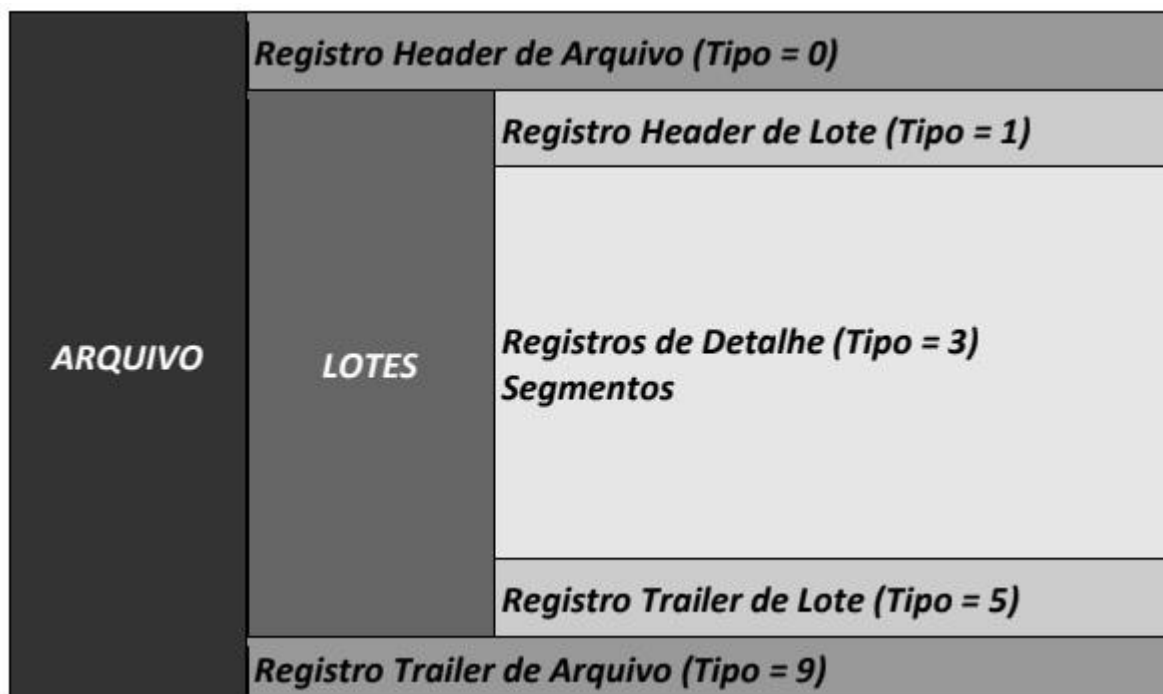 Registro Header de Arquivo (Tipo = 0)
Registro Header de Lote (Tipo = 1)
ARQUIVO
LOTES
Registros de Detalhe (Tipo = 3)
Segmentos
Registro Trailer de Lote (Tipo = 5)
Registro Trailer de Arquivo (Tipo = 9)